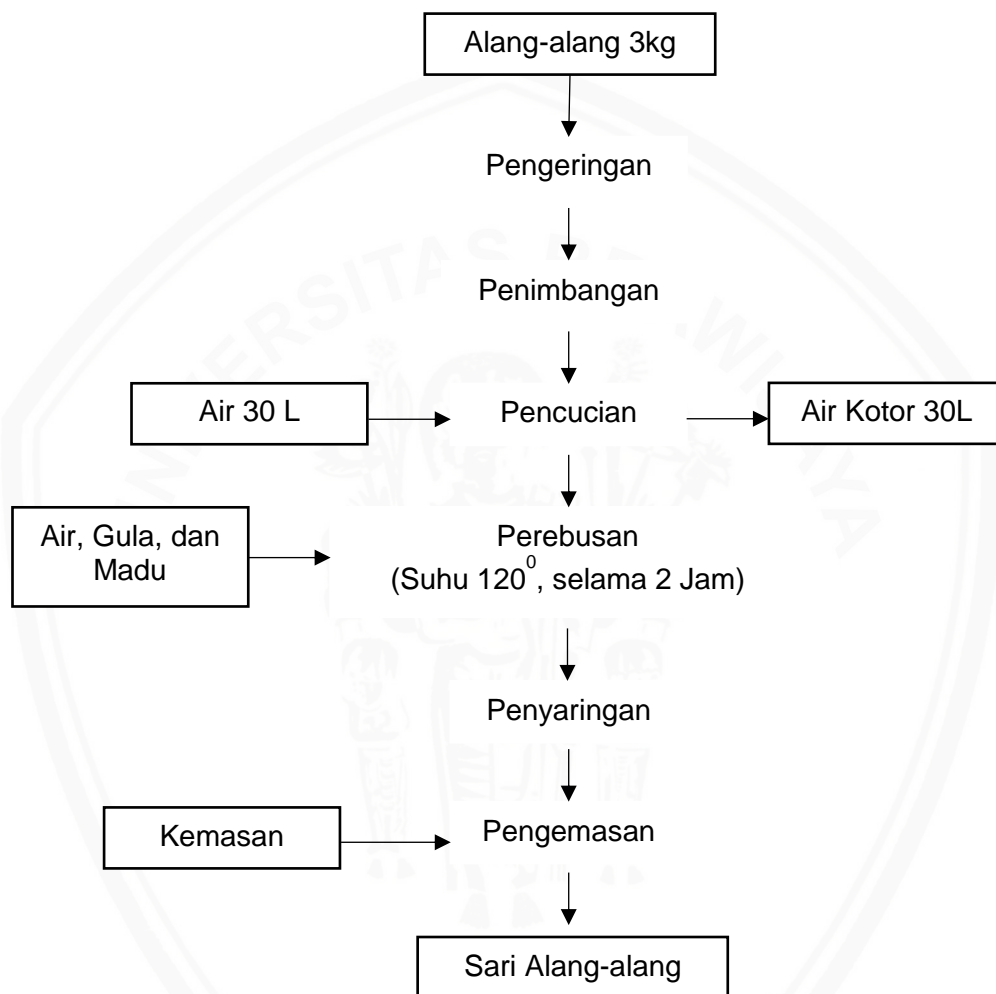 Alang-alang 3kg
Pengeringan
Penimbangan
Air 30 L
Pencucian
Air Kotor 30L
Air, Gula, dan
Madu
Perebusan
(Suhu 120⁰, selama 2 Jam)
Penyaringan
Kemasan
Pengemasan
Sari Alang-alang